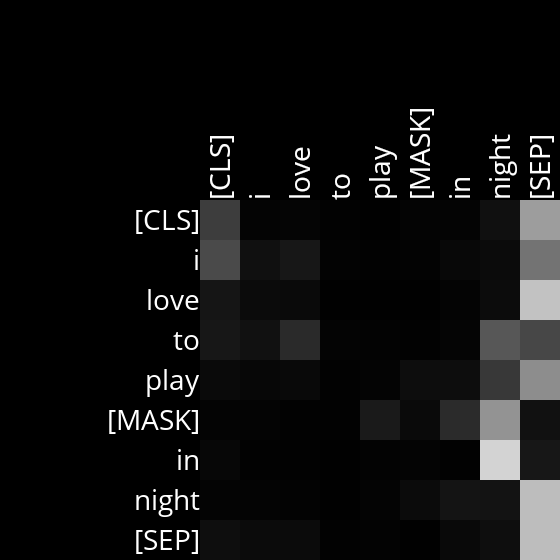 [CLS] i love to play [MASK] in night [SEP]
[CLS]
i
love
to
play
[MASK]
in
night
[SEP]